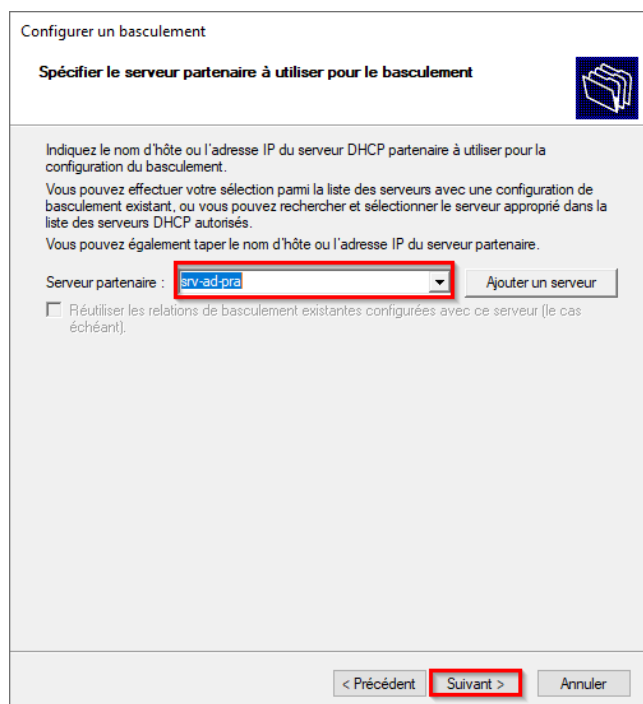 Configurer un basculement
Spécifier le serveur partenaire à utiliser pour le basculement
Indiquez le nom d'hôte ou l'adresse IP du serveur DHCP partenaire à utiliser pour la
configuration du basculement.
Vous pouvez effectuer votre sélection parmi la liste des serveurs avec une configuration de
basculement existant, ou vous pouvez rechercher et sélectionner le serveur approprié dans la
liste des serveurs DHCP autorisés.
Vous pouvez également taper le nom d'hôte ou l'adresse IP du serveur partenaire.
Serveur partenaire : srv-ad-pra Ajouter un serveur
Réutiliser les relations de basculement existantes configurées avec ce serveur (le cas
échéant).
< Précédent Suivant > Annuler